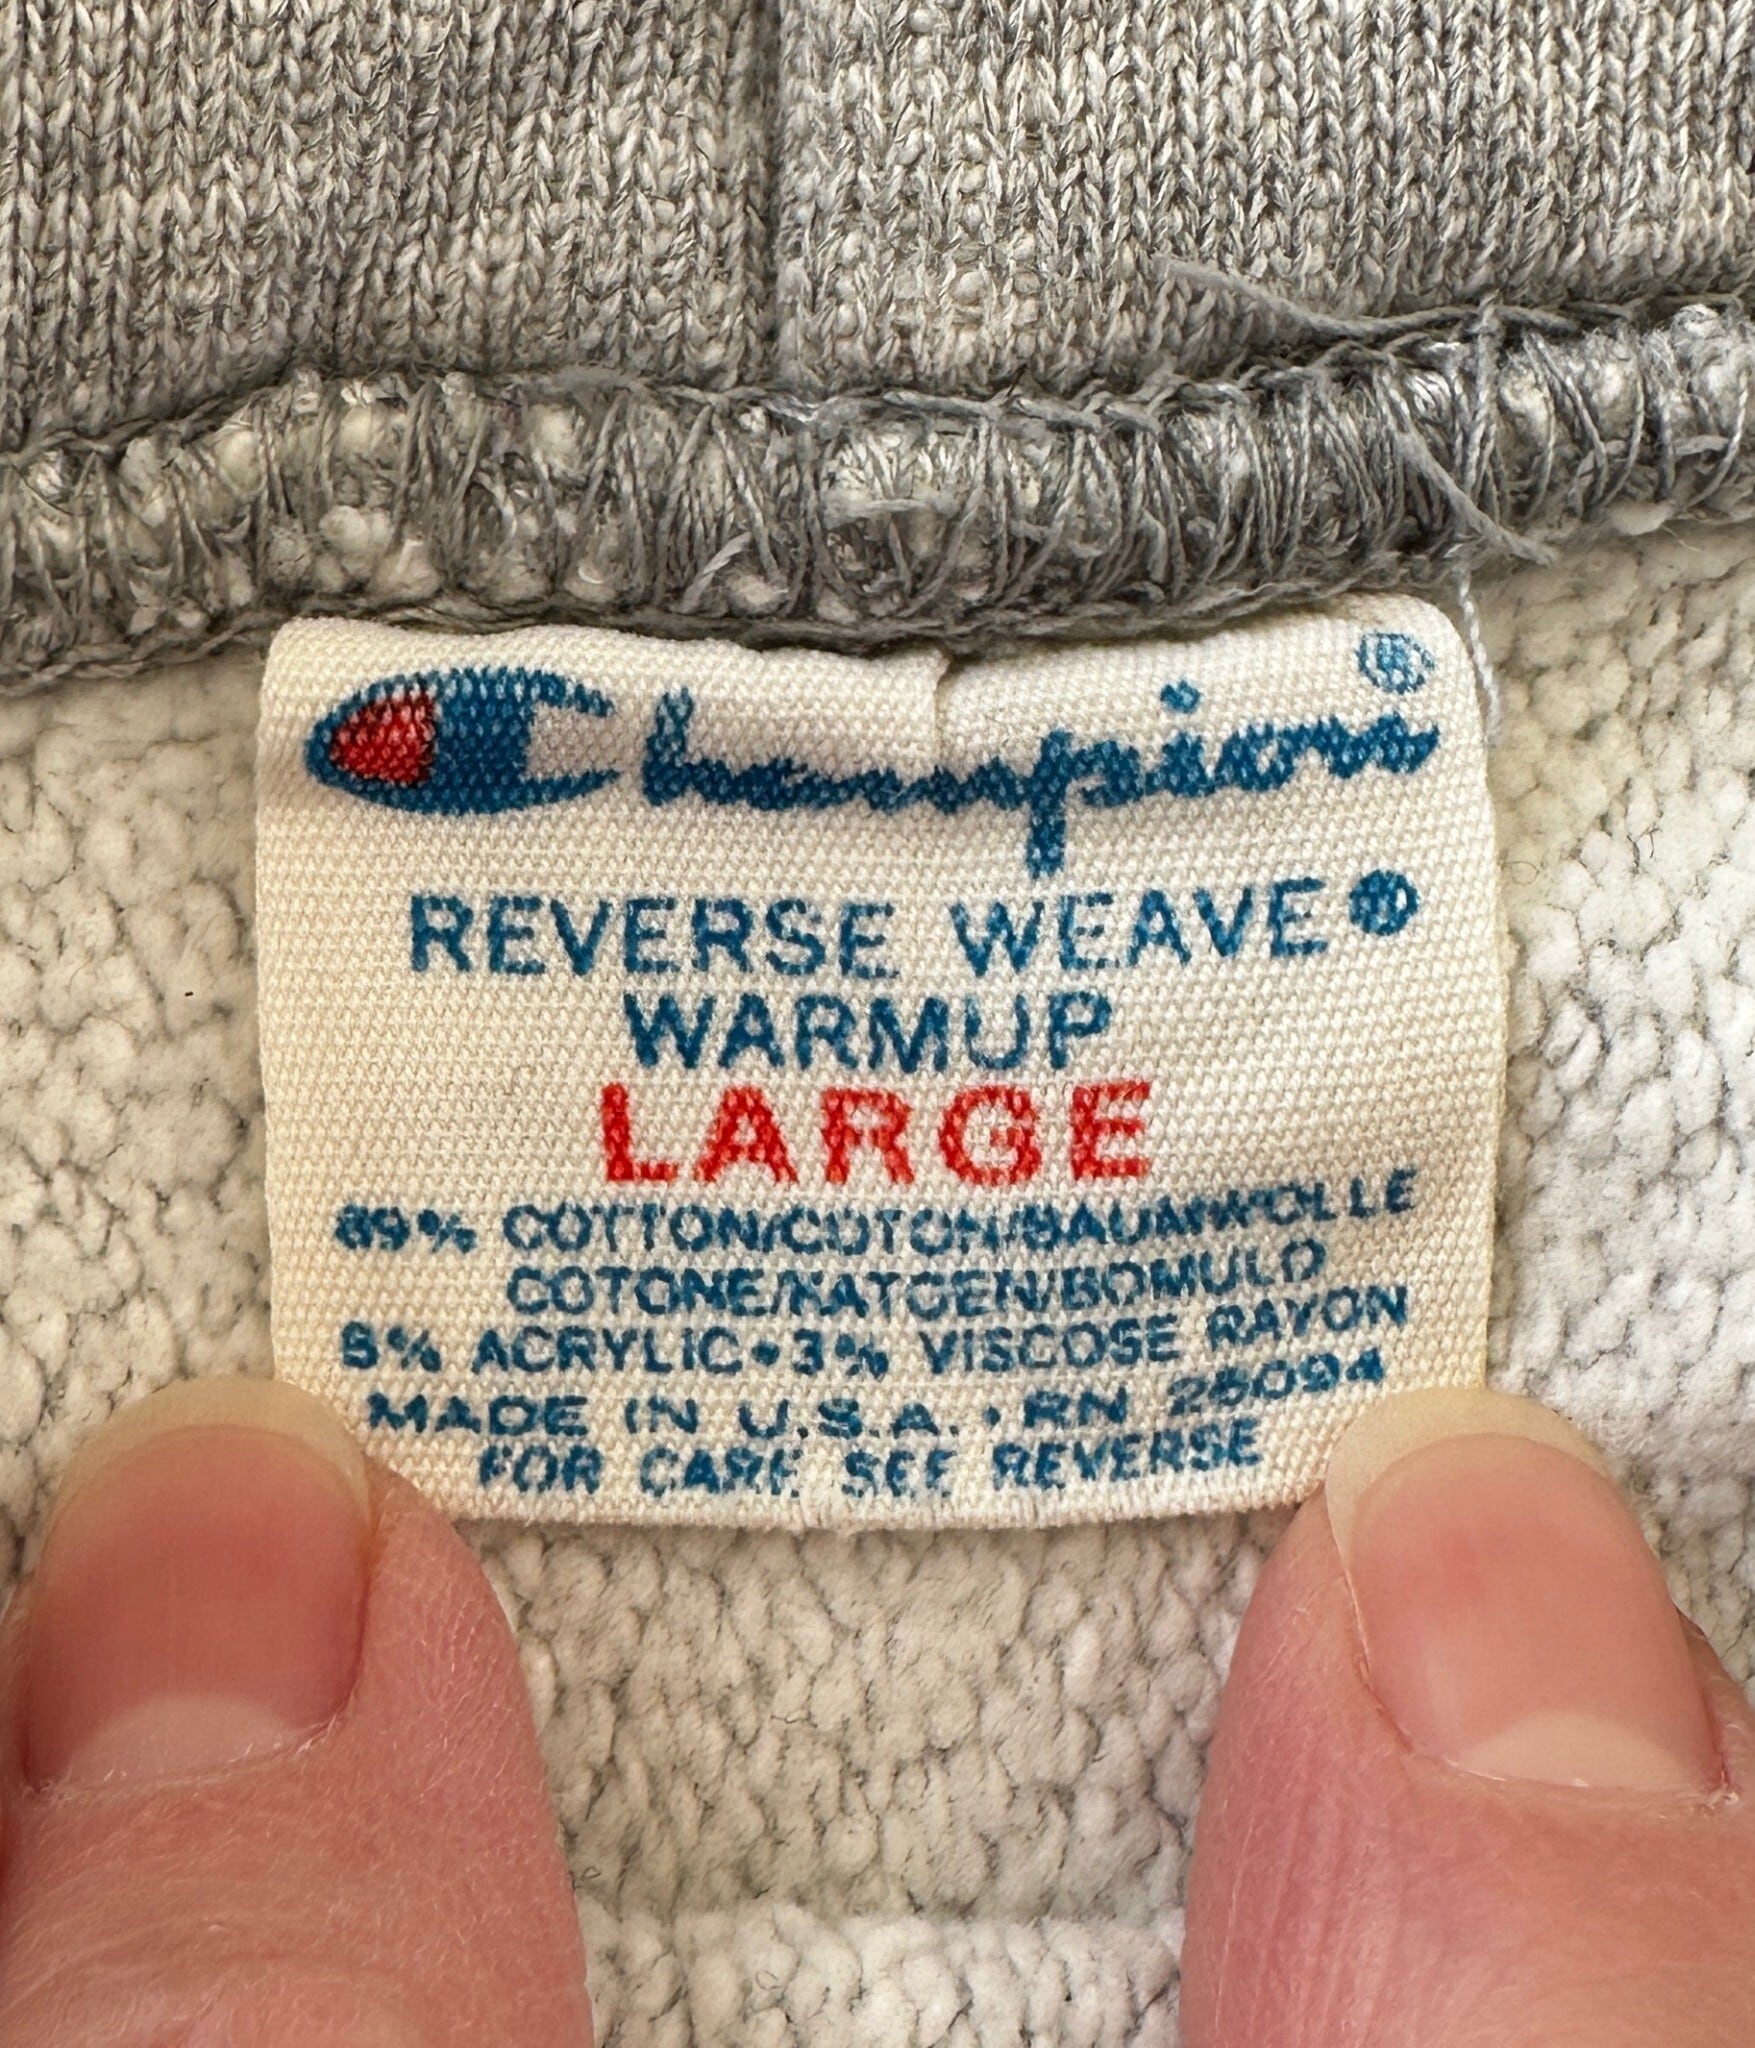 Champion®
REVERSE WEAVE®
WARMUP
LARGE
89% COTTON/COTON/BAUMWOLLE
COTONE/KATOEN/BOMULD
8% ACRYLIC•3% VISCOSE RAYON
MADE IN U.S.A. • RN 26094
FOR CARE SEE REVERSE